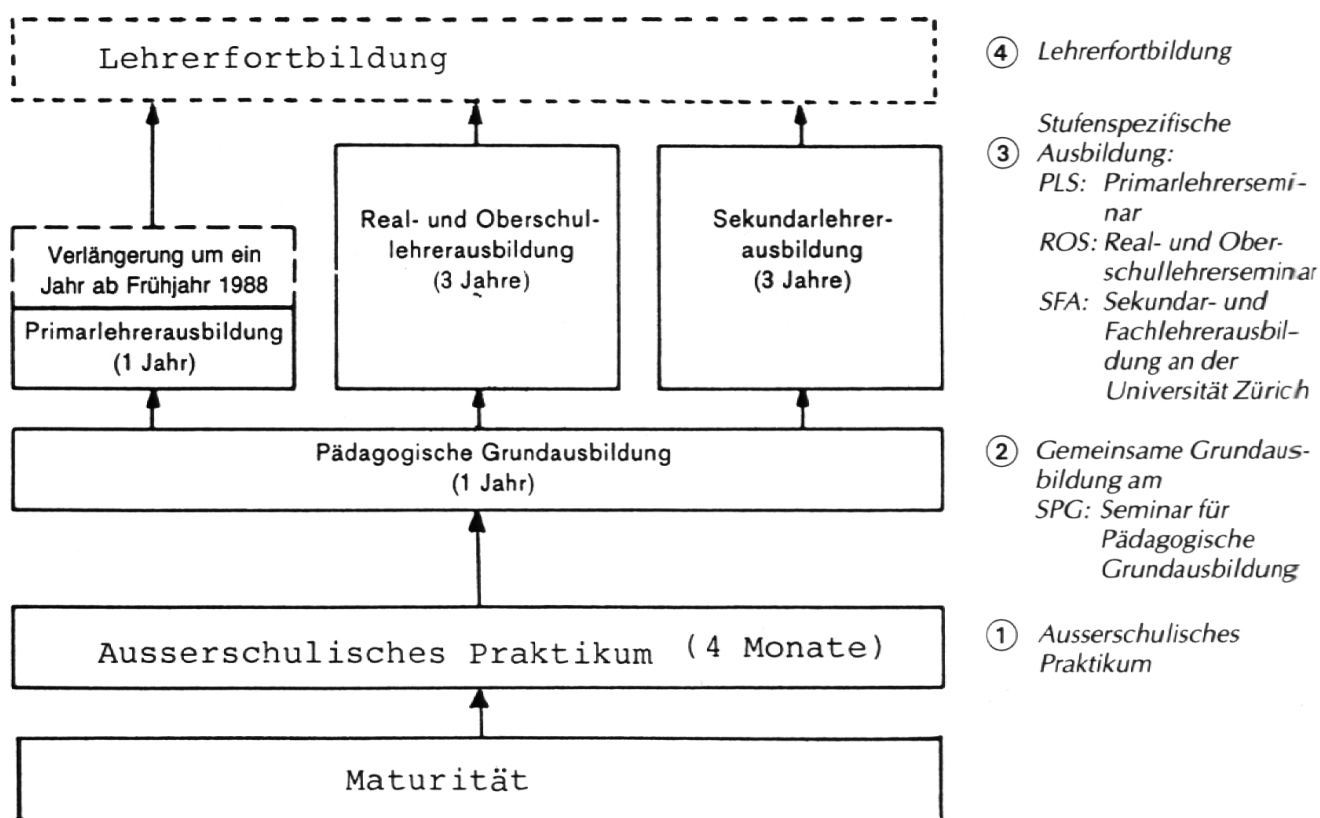 Lehrerfortbildung
Verlängerung um ein
Jahr ab Frühjahr 1988
Primarlehrerausbildung
(1 Jahr)
Real- und Oberschul-
lehrerausbildung
(3 Jahre)
Sekundarlehrer-
ausbildung
(3 Jahre)
Pädagogische Grundausbildung
(1 Jahr)
Ausserschulisches Praktikum (4 Monate)
Maturität
4 Lehrerfortbildung
Stufenspezifische
3 Ausbildung:
PLS: Primarlehrersemi-
nar
ROS: Real- und Ober-
schullehrerseminar
SFA: Sekundar- und
Fachlehrerausbil-
dung an der
Universität Zürich
2 Gemeinsame Grundaus-
bildung am
SPG: Seminar für
Pädagogische
Grundausbildung
1 Ausserschulisches
Praktikum